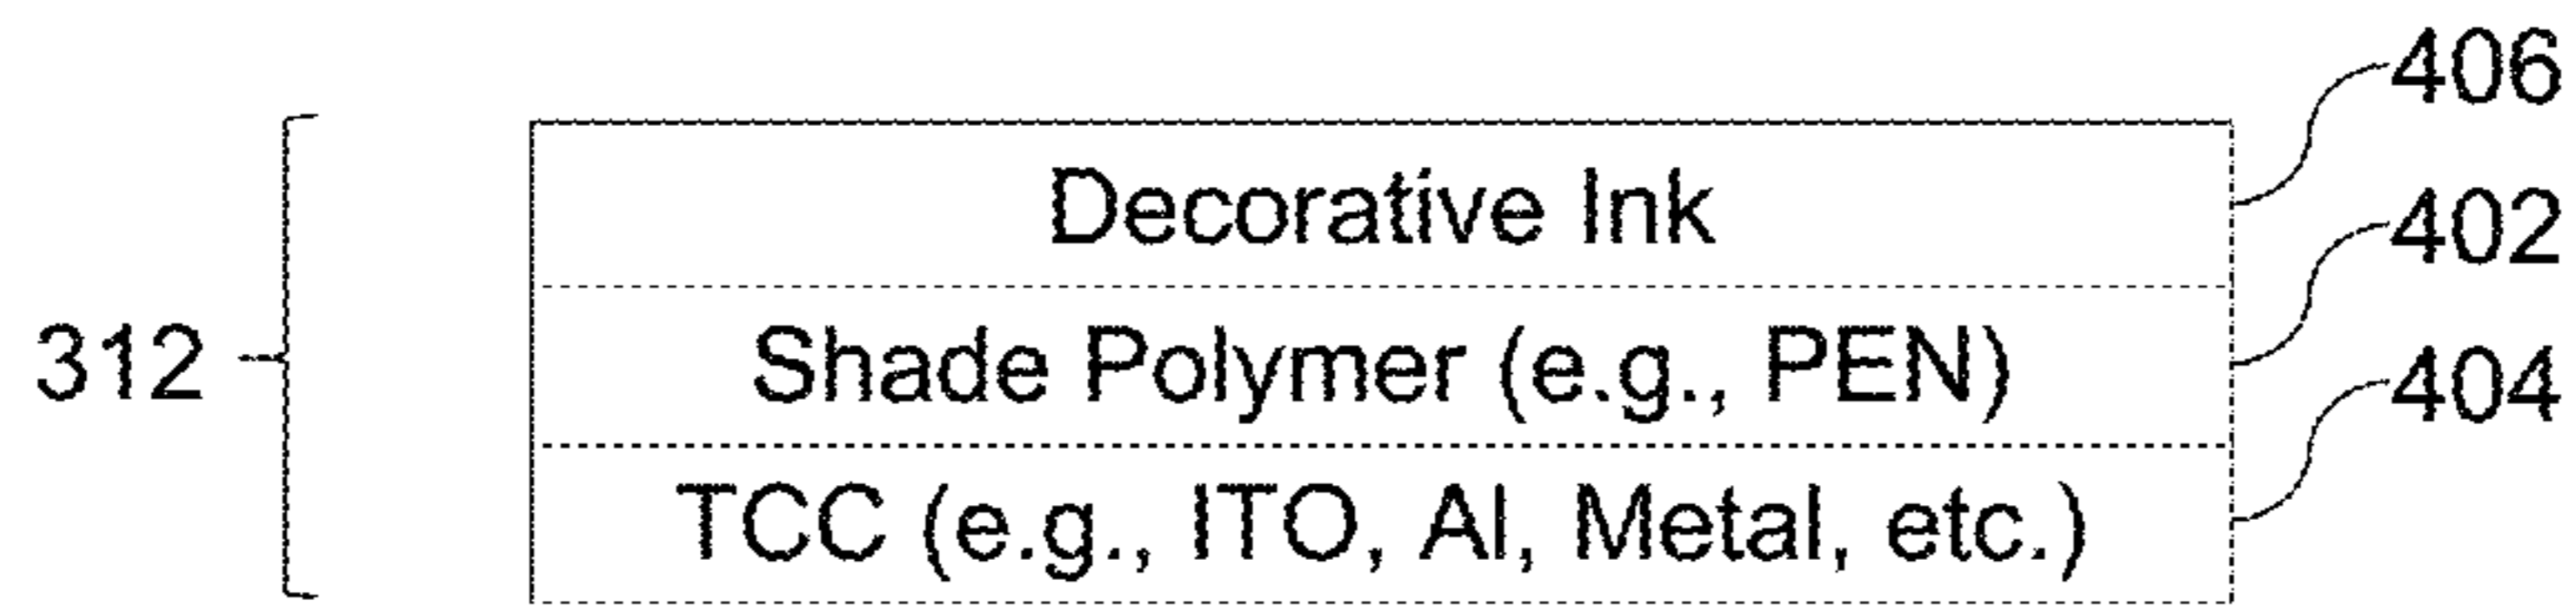 406
Decorative Ink
402
312
Shade Polymer (e.g., PEN)
404
TCC (e.g., ITO, Al, Metal, etc.)